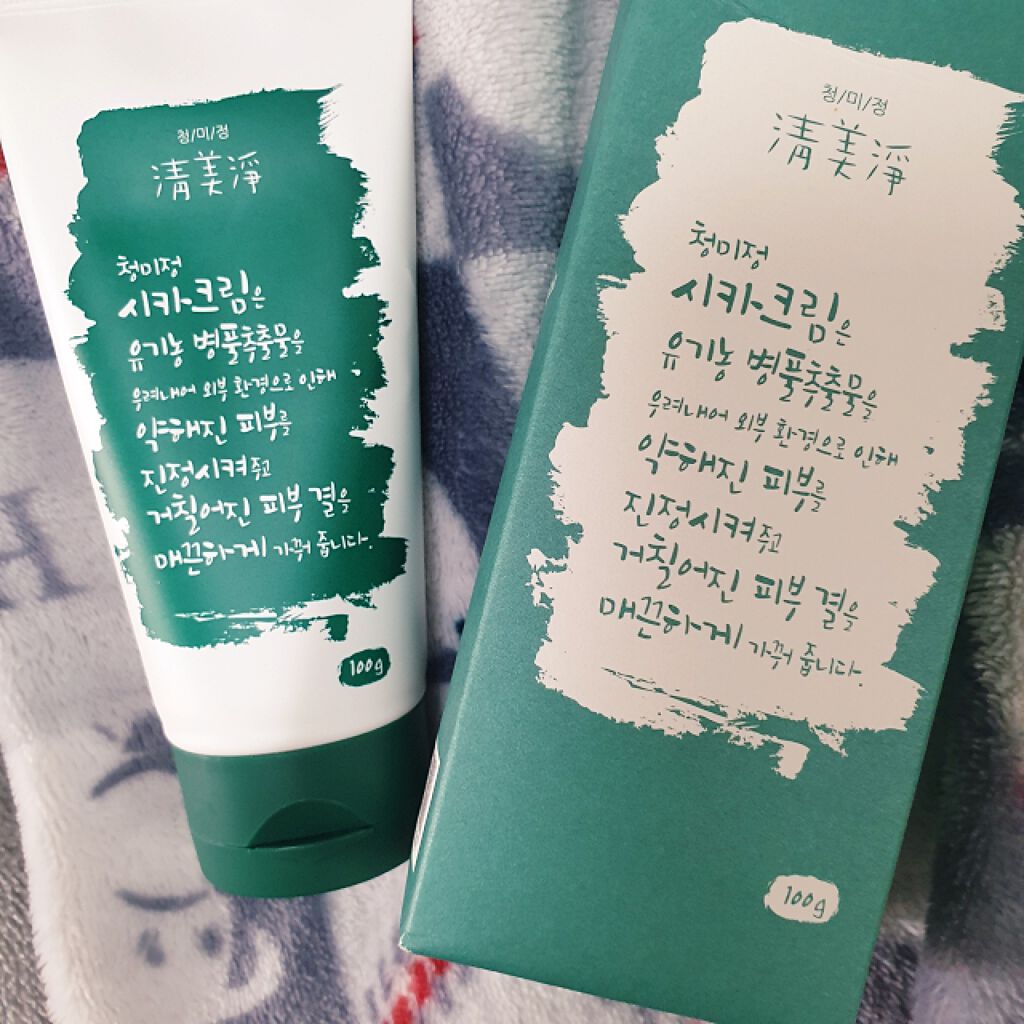 청/미/정
清美淨
청미정
시카크림은
유기농 병풀추출물을
우려내어 외부 환경으로 인해
약해진 피부를
진정시켜주고
거칠어진 피부결을
매끈하게 가꿔 줍니다.
100g
청/미/정
清美淨
청미정
시카크림은
유기농 병풀추출물을
우려내어 외부 환경으로 인해
약해진 피부를
진정시켜주고
거칠어진 피부결을
매끈하게 가꿔 줍니다.
100g